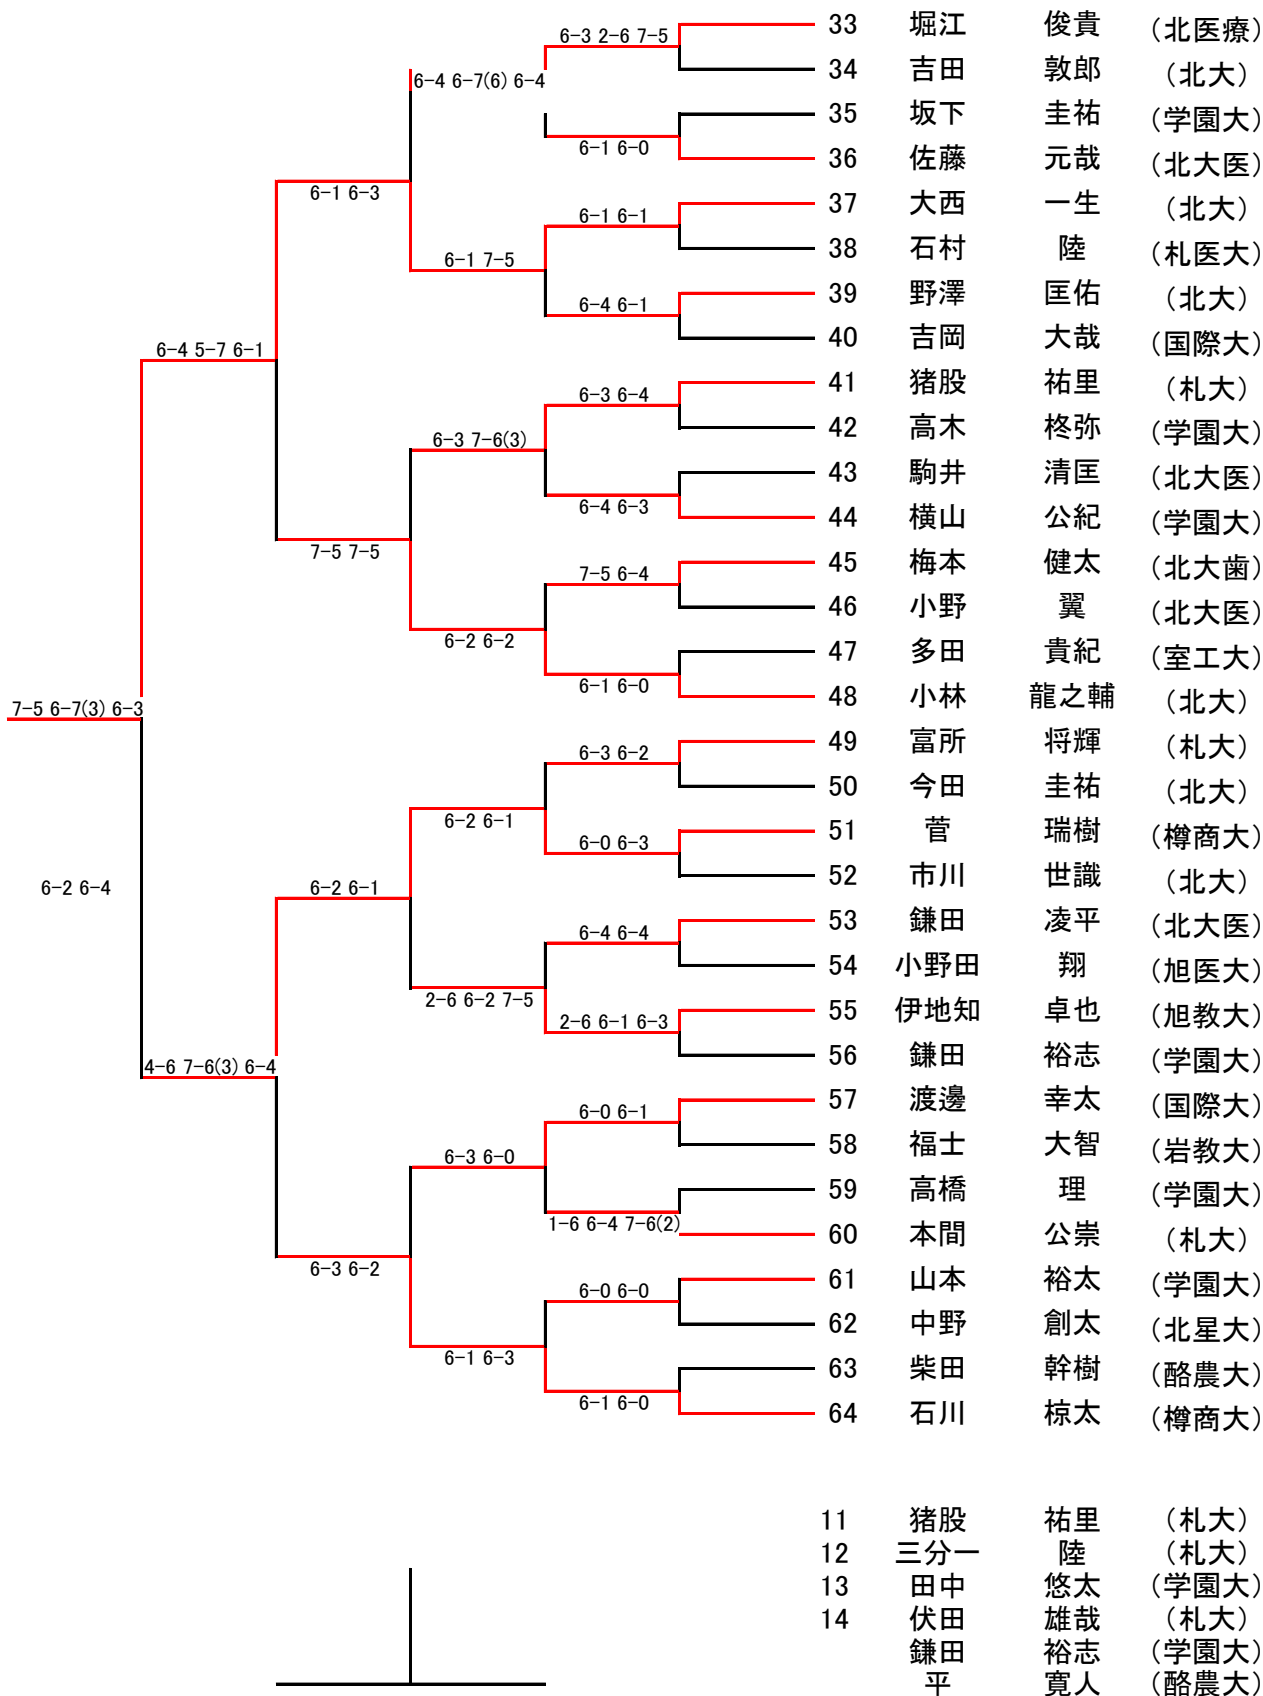 6-3 2-6 7-5 33 堀江 俊貴 (北医療)
6-4 6-7(6) 6-4 34 吉田 敦郎 (北大)
35 坂下 圭祐 (学園大)
6-1 6-0 36 佐藤 元哉 (北大医)
6-1 6-3 37 大西 一生 (北大)
6-1 6-1
6-1 7-5 38 石村 陸 (札医大)
6-4 6-1 39 野澤 匡佑 (北大)
6-4 5-7 6-1 40 吉岡 大哉 (国際大)
6-3 6-4 41 猪股 祐里 (札大)
6-3 7-6(3) 42 高木 柊弥 (学園大)
43 駒井 清匡 (北大医)
6-4 6-3 44 横山 公紀 (学園大)
7-5 7-5 45 梅本 健太 (北大歯)
7-5 6-4
46 小野 翼 (北大医)
6-2 6-2 47 多田 貴紀 (室工大)
6-1 6-0 48 小林 龍之輔 (北大)
7-5 6-7(3) 6-3 49 富所 将輝 (札大)
6-3 6-2
50 今田 圭祐 (北大)
6-2 6-1 51 菅 瑞樹 (樽商大)
6-0 6-3
6-2 6-4 6-2 6-1 52 市川 世識 (北大)
6-4 6-4 53 鎌田 凌平 (北大医)
54 小野田 翔 (旭医大)
2-6 6-2 7-5 55 伊地知 卓也 (旭教大)
2-6 6-1 6-3
4-6 7-6(3) 6-4 56 鎌田 裕志 (学園大)
6-0 6-1 57 渡邊 幸太 (国際大)
6-3 6-0 58 福士 大智 (岩教大)
59 高橋 理 (学園大)
1-6 6-4 7-6(2) 60 本間 公崇 (札大)
6-3 6-2 61 山本 裕太 (学園大)
6-0 6-0
62 中野 創太 (北星大)
6-1 6-3 63 柴田 幹樹 (酪農大)
6-1 6-0 64 石川 椋太 (樽商大)
11 猪股 祐里 (札大)
12 三分一 陸 (札大)
13 田中 悠太 (学園大)
14 伏田 雄哉 (札大)
鎌田 裕志 (学園大)
平 寛人 (酪農大)